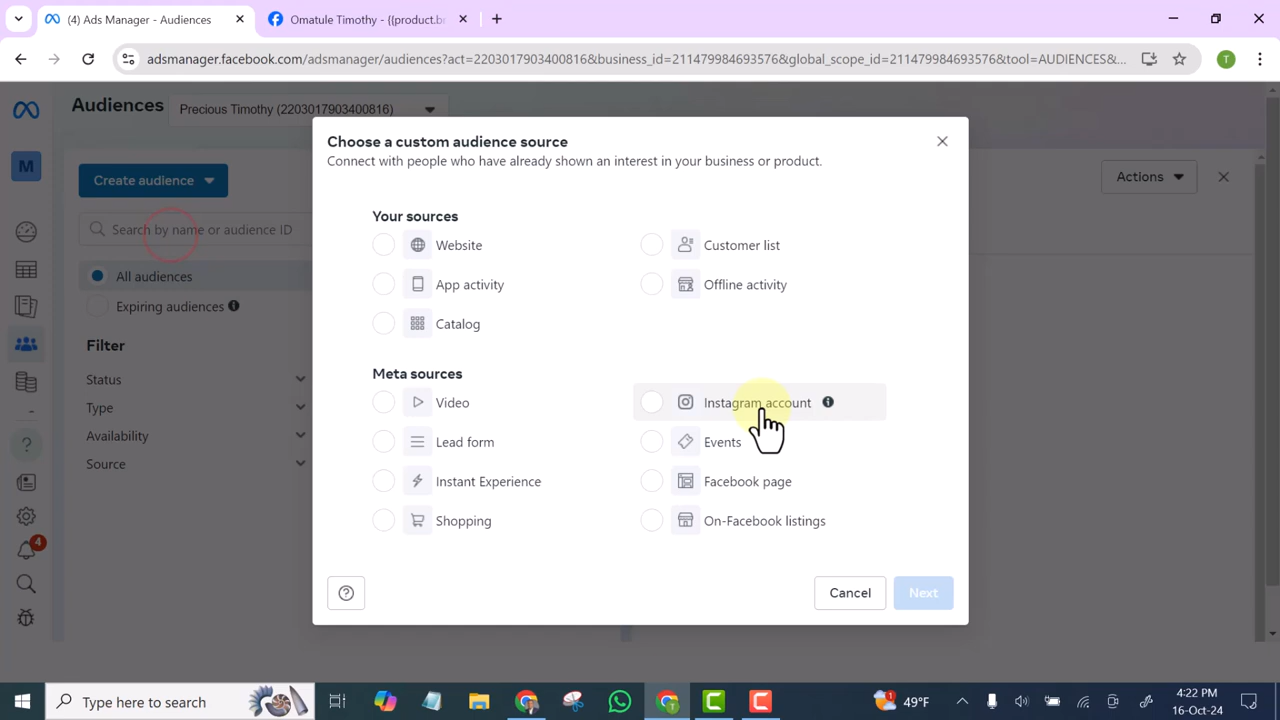 (4) Ads Manager - Audiences
Omatule Timothy - {{product.br
adsmanager.facebook.com/adsmanager/audiences?act=2203017903400816&business_id=2114799846935768&global_scope_id=2114799846935768&tool=AUDIENCES&...
T
Audiences
Precious Timothy (2203017903400816)
M
Create audience
Actions
Search by name or audience ID
All audiences
Expiring audiences
Filter
Status
Type
Availability
Source
4
Choose a custom audience source
Connect with people who have already shown an interest in your business or product.
Your sources
Website
Customer list
App activity
Offline activity
Catalog
Meta sources
Video
Instagram account
Lead form
Events
Instant Experience
Facebook page
Shopping
On-Facebook listings
Cancel
Next
Type here to search
1
49°F
4:22 PM
16-Oct-24